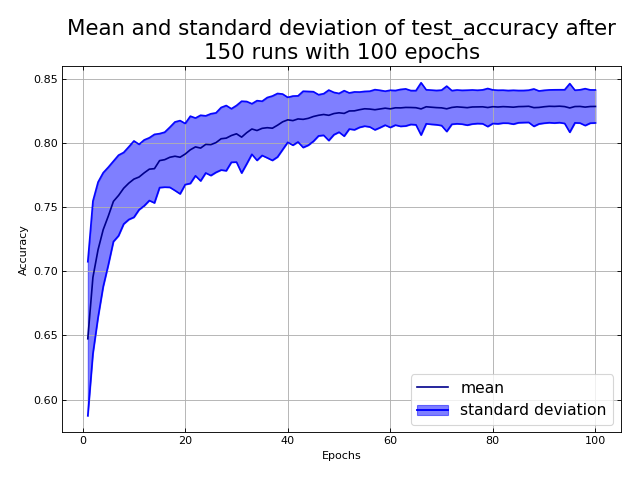 Mean and standard deviation of test_accuracy after
150 runs with 100 epochs
0.85
0.80
0.75
0.70
0.65
0.60
Accuracy
0
20
40
60
80
100
Epochs
mean
standard deviation